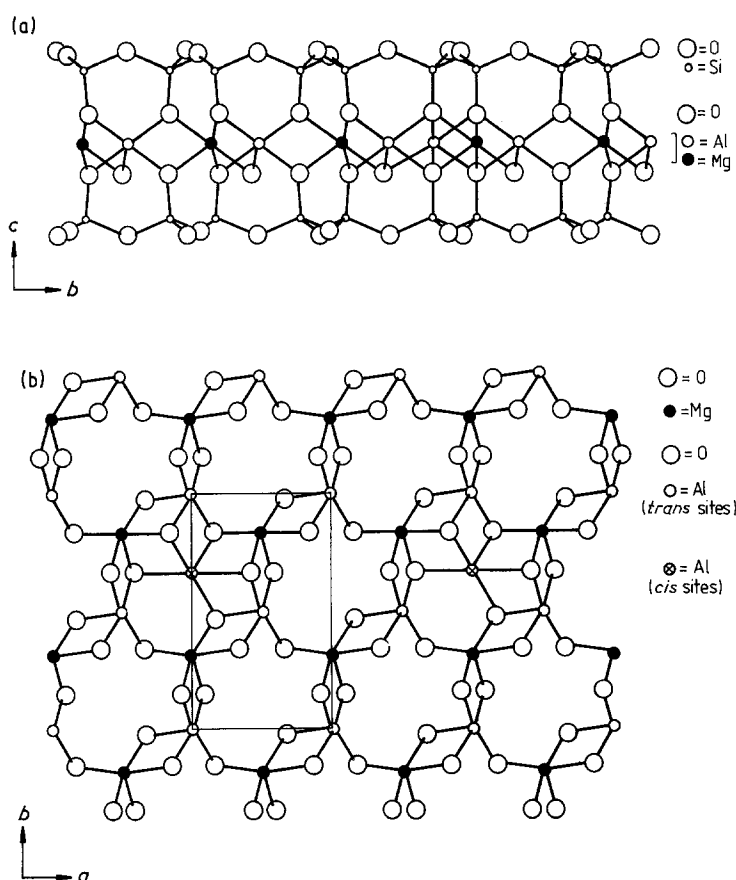 (a)
= O
= Si
= O
= Al
= Mg
c
b
(b)
= O
=Mg
= O
= Al
(trans sites)
= Al
(cis sites)
b
a